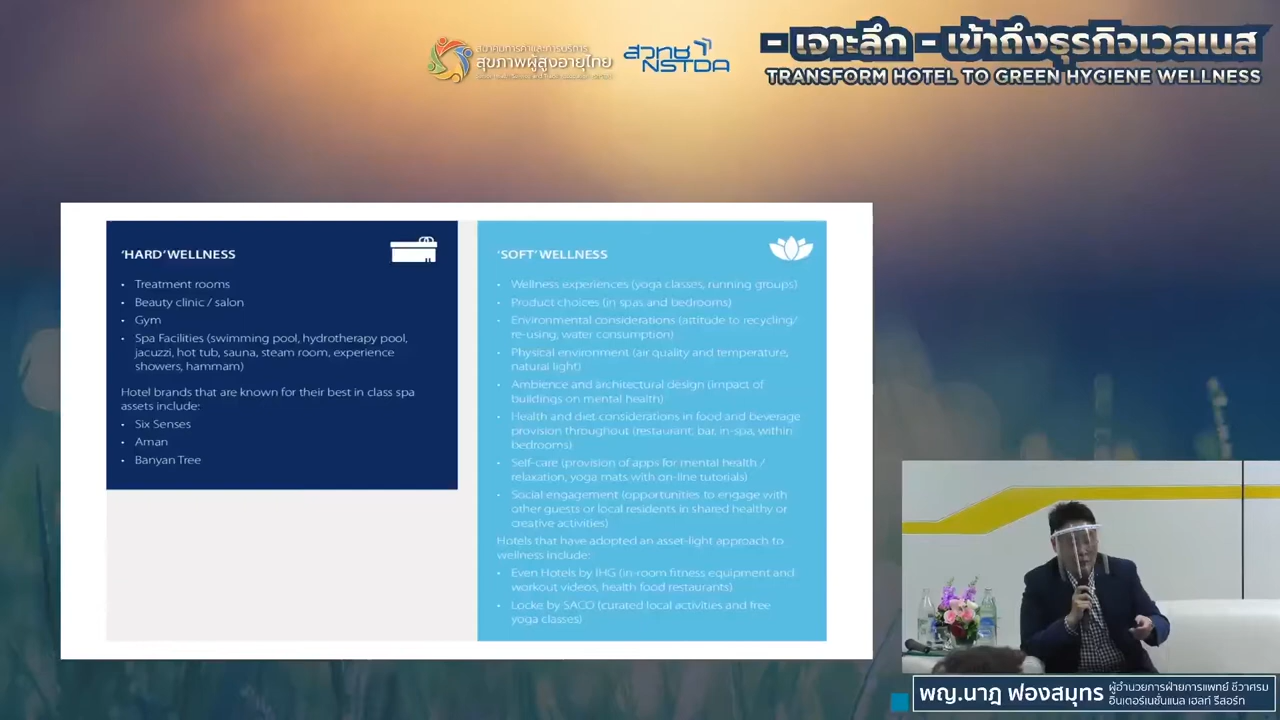 สมาคมการค้าและการบริการ
สุขภาพผู้สูงอายุไทย
สวทช
NSTDA
- เจาะลึก - เข้าถึงธุรกิจเวลเนส
TRANSFORM HOTEL TO GREEN HYGIENE WELLNESS
‘HARD’ WELLNESS
• Treatment rooms
• Beauty clinic / salon
• Gym
• Spa Facilities (swimming pool, hydrotherapy pool,
jacuzzi, hot tub, sauna, steam room, experience
showers, hammam)
Hotel brands that are known for their best in class spa
assets include:
• Six Senses
• Aman
• Banyan Tree
‘SOFT’ WELLNESS
• Wellness experiences (yoga classes, running groups)
• Product choices (in spas and bedrooms)
• Environmental considerations (attitude to recycling/
re-using, water consumption)
• Physical environment (air quality and temperature,
natural light)
• Ambience and architectural design (impact of
buildings on mental health)
• Health and diet considerations in food and beverage
provision throughout (restaurant, bar, in-spa, within
bedrooms)
• Self-care (provision of apps for mental health /
relaxation, yoga mats with on-line tutorials)
• Social engagement (opportunities to engage with
other guests or local residents in shared healthy or
creative activities)
Hotels that have adopted an asset-light approach to
wellness include:
• Even Hotels by IHG (in-room fitness equipment and
workout videos, health food restaurants)
• Locke by SACO (curated local activities and free
yoga classes)
พญ.นาฎ ฟองสมุทร
ผู้อำนวยการฝ่ายการแพทย์ ชีวาศรม
อินเตอร์เนชั่นแนล เฮลท์ รีสอร์ท